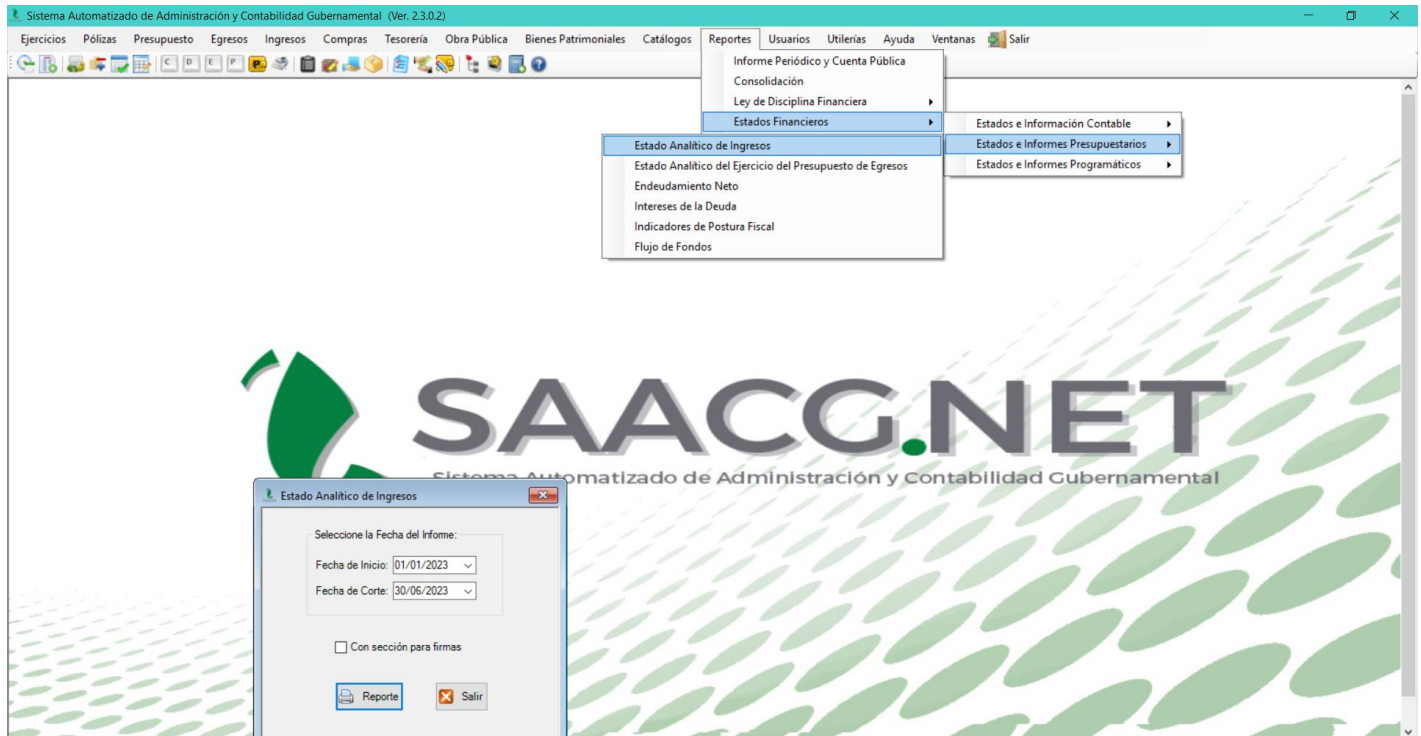 Sistema Automatizado de Administración y Contabilidad Gubernamental (Ver. 2.3.0.2)
Ejercicios Pólizas Presupuesto Egresos Ingresos Compras Tesorería Obra Pública Bienes Patrimoniales Catálogos Reportes Usuarios Utilerías Ayuda Ventanas Salir
C D E P
Informe Periódico y Cuenta Pública
Consolidación
Ley de Disciplina Financiera
Estados Financieros
Estados e Información Contable
Estados e Informes Presupuestarios
Estados e Informes Programáticos
Estado Analítico de Ingresos
Estado Analítico del Ejercicio del Presupuesto de Egresos
Endeudamiento Neto
Intereses de la Deuda
Indicadores de Postura Fiscal
Flujo de Fondos
SAACG.NET
Sistema Automatizado de Administración y Contabilidad Gubernamental
Estado Analítico de Ingresos
Seleccione la Fecha del Informe:
Fecha de Inicio: 01/01/2023
Fecha de Corte: 30/06/2023
Con sección para firmas
Reporte Salir